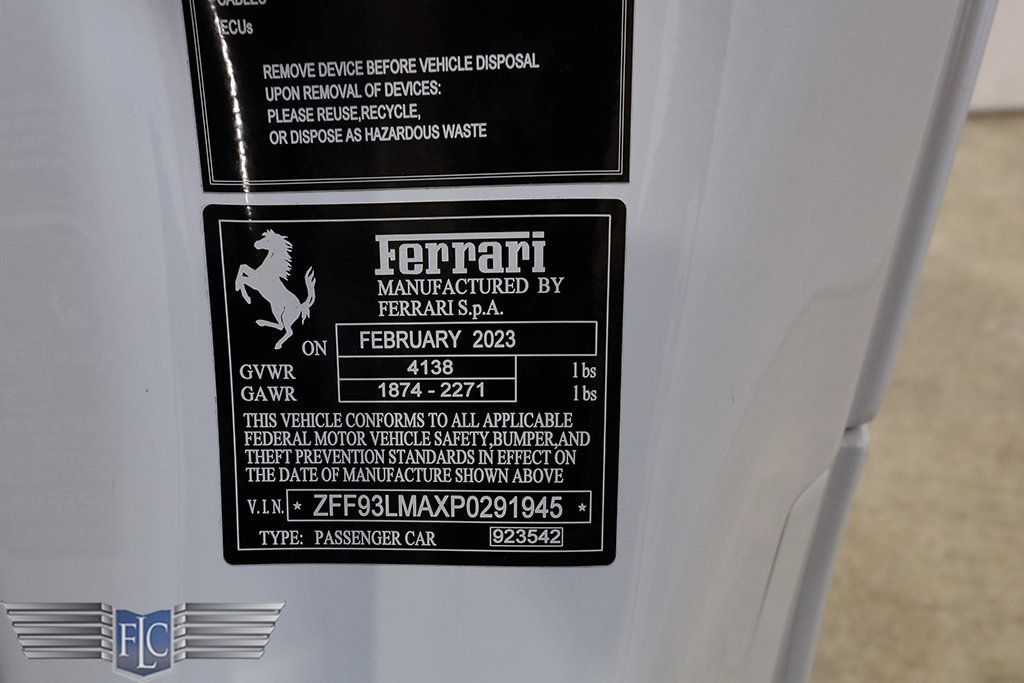 CABLES
ECUs
REMOVE DEVICE BEFORE VEHICLE DISPOSAL
UPON REMOVAL OF DEVICES:
PLEASE REUSE,RECYCLE,
OR DISPOSE AS HAZARDOUS WASTE
Ferrari
MANUFACTURED BY
FERRARI S.p.A.
ON FEBRUARY 2023
GVWR 4138 lbs
GAWR 1874 - 2271 lbs
THIS VEHICLE CONFORMS TO ALL APPLICABLE
FEDERAL MOTOR VEHICLE SAFETY,BUMPER,AND
THEFT PREVENTION STANDARDS IN EFFECT ON
THE DATE OF MANUFACTURE SHOWN ABOVE
V.I.N. * ZFF93LMAXP0291945 *
TYPE: PASSENGER CAR 923542
FLC